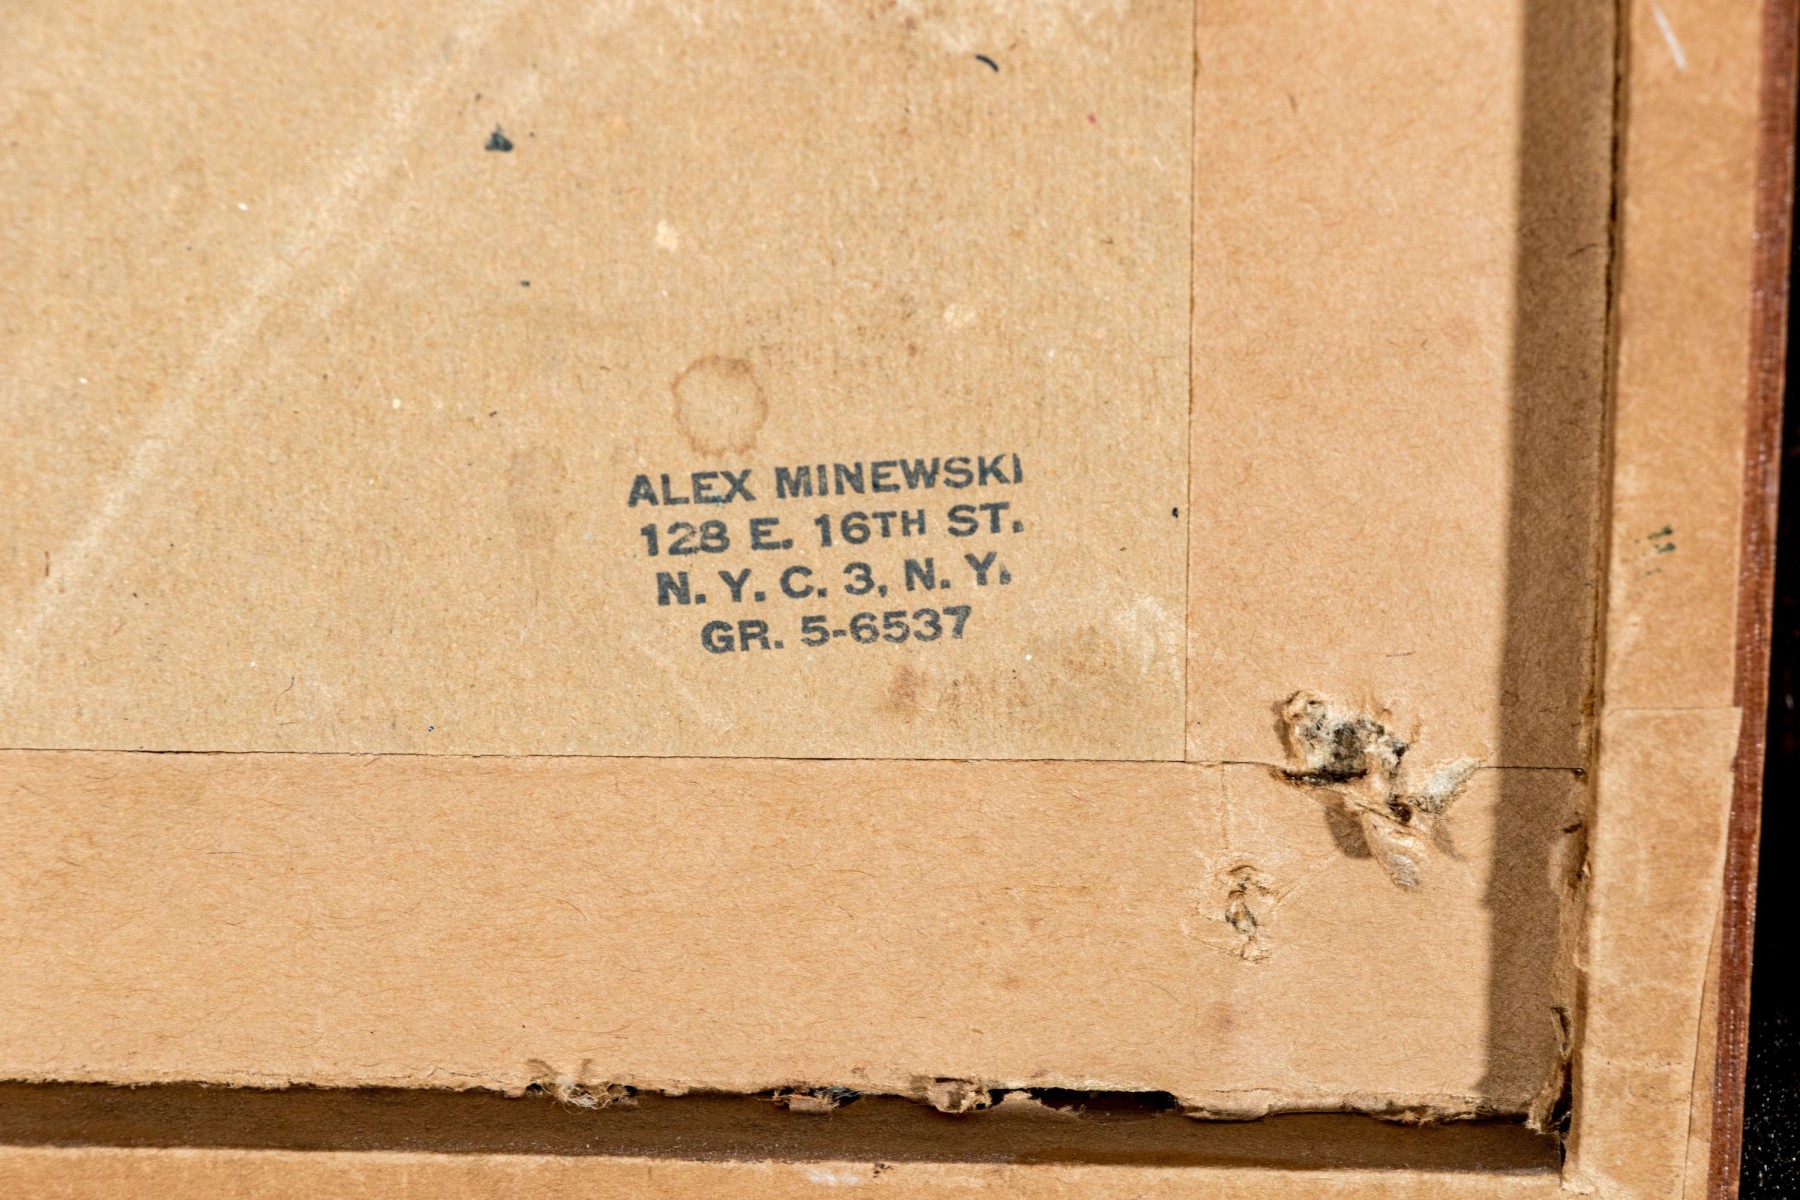 ALEX MINEWSKI
128 E. 16TH ST.
N. Y. C. 3, N. Y.
GR. 5-6537